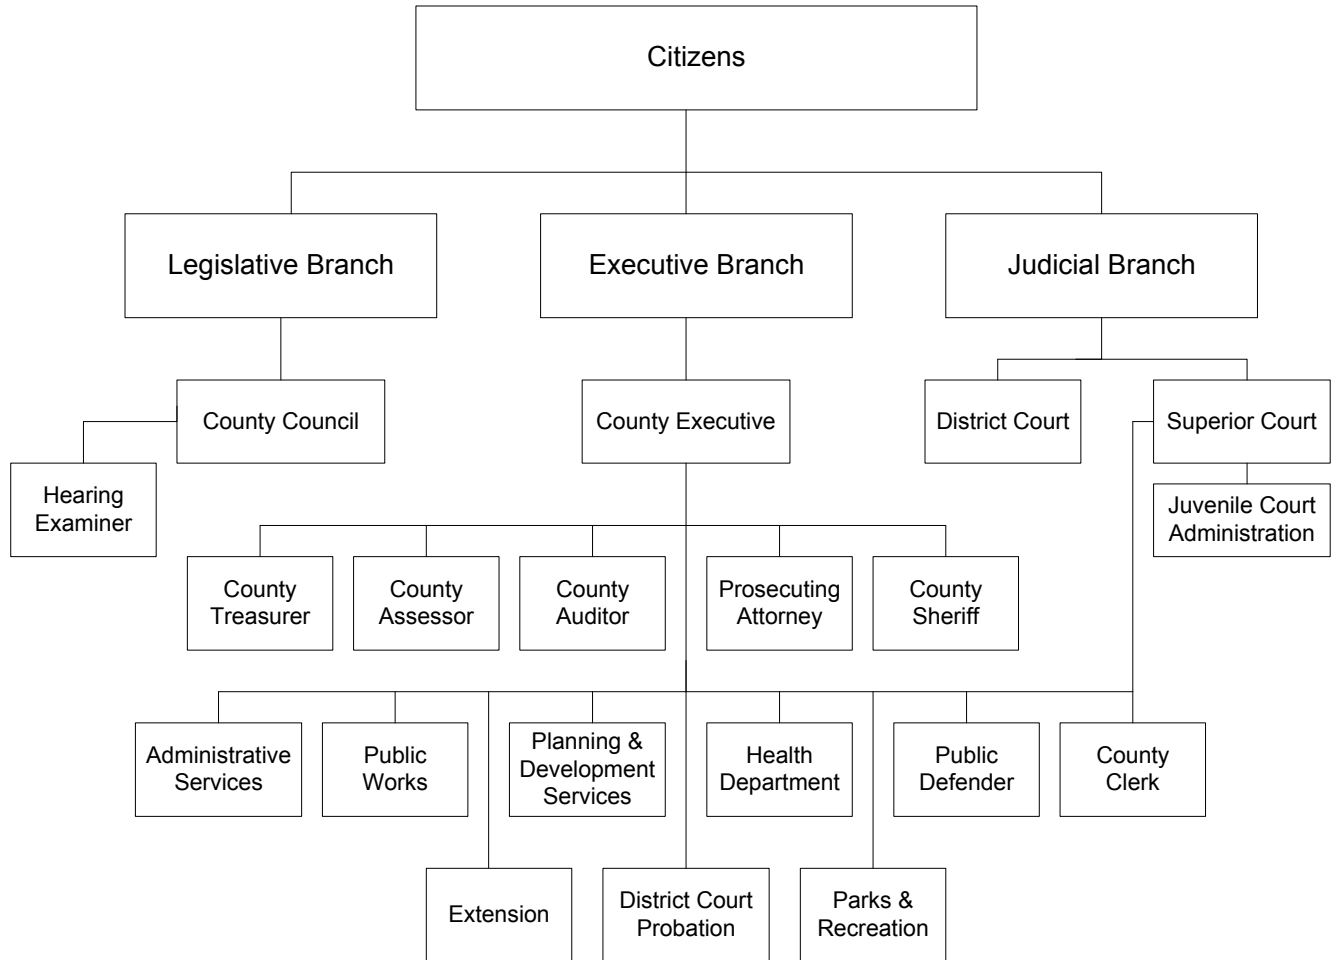 Citizens
Legislative Branch
Executive Branch
Judicial Branch
County Council
County Executive
District Court
Superior Court
Hearing
Examiner
Juvenile Court
Administration
County
Treasurer
County
Assessor
County
Auditor
Prosecuting
Attorney
County
Sheriff
Administrative
Services
Public
Works
Planning &
Development
Services
Health
Department
Public
Defender
County
Clerk
Extension
District Court
Probation
Parks &
Recreation